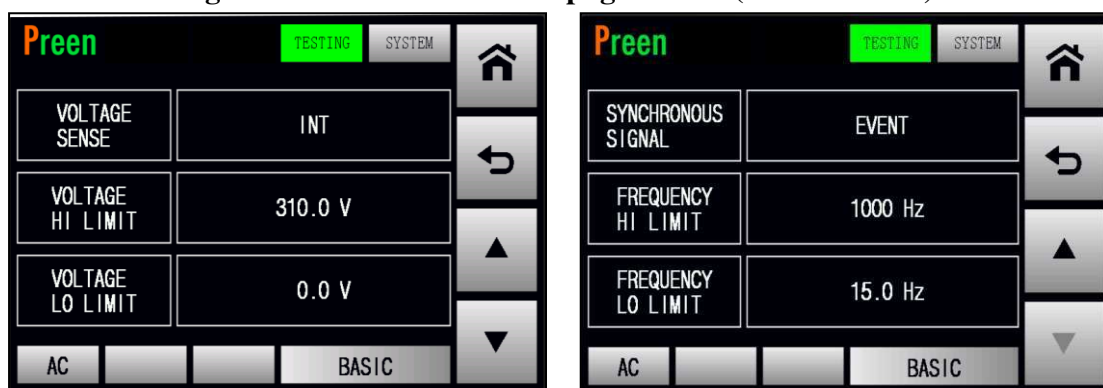 Preen TESTING SYSTEM
VOLTAGE
SENSE
INT
VOLTAGE
HI LIMIT
310.0 V
VOLTAGE
LO LIMIT
0.0 V
AC BASIC
Preen TESTING SYSTEM
SYNCHRONOUS
SIGNAL
EVENT
FREQUENCY
HI LIMIT
1000 Hz
FREQUENCY
LO LIMIT
15.0 Hz
AC BASIC